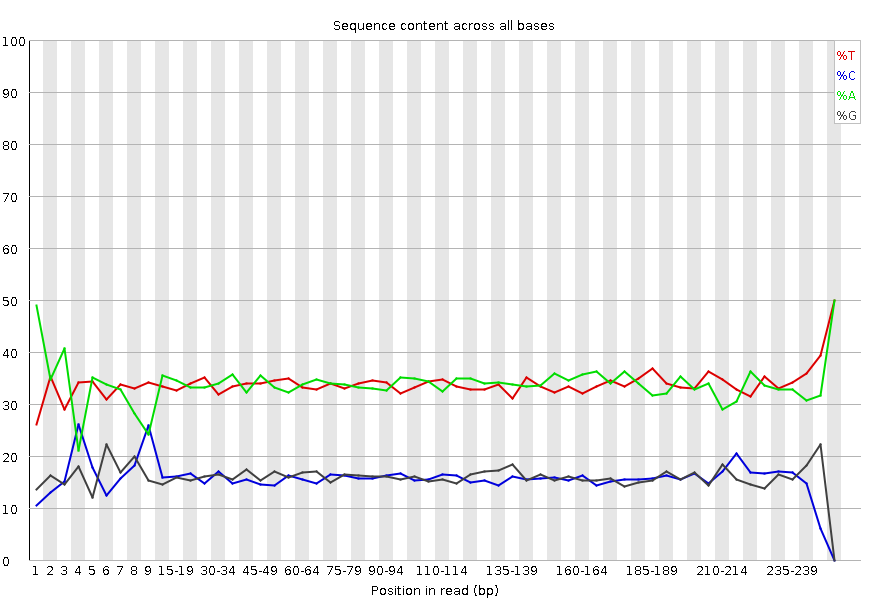 Sequence content across all bases
100
90
80
70
60
50
40
30
20
10
0
%T
%C
%A
%G
1 2 3 4 5 6 7 8 9 15-19 30-34 45-49 60-64 75-79 90-94 110-114 135-139 160-164 185-189 210-214 235-239
Position in read (bp)